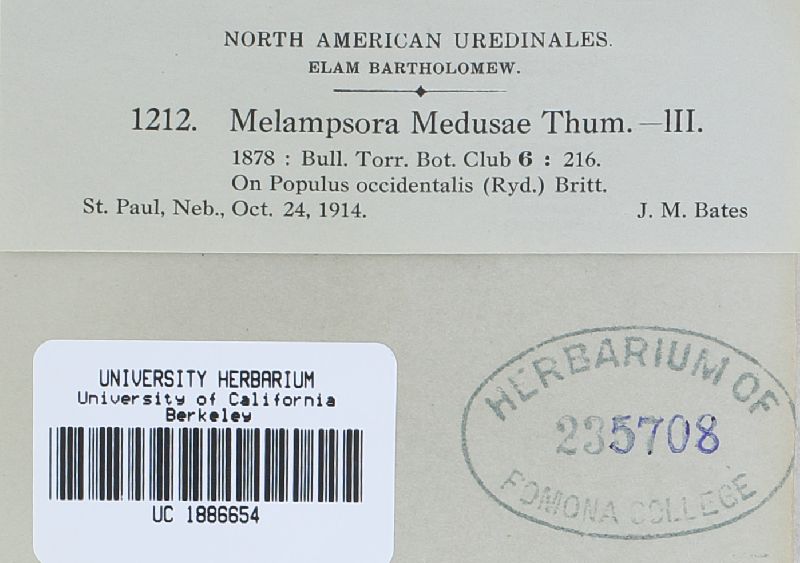 NORTH AMERICAN UREDINALES.
ELAM BARTHOLOMEW.
1212. Melampsora Medusae Thum.—III.
1878 : Bull. Torr. Bot. Club 6 : 216.
On Populus occidentalis (Ryd.) Britt.
St. Paul, Neb., Oct. 24, 1914. J. M. Bates
UNIVERSITY HERBARIUM
University of California
Berkeley
UC 1886654
HERBARIUM OF
235708
POMONA COLLEGE